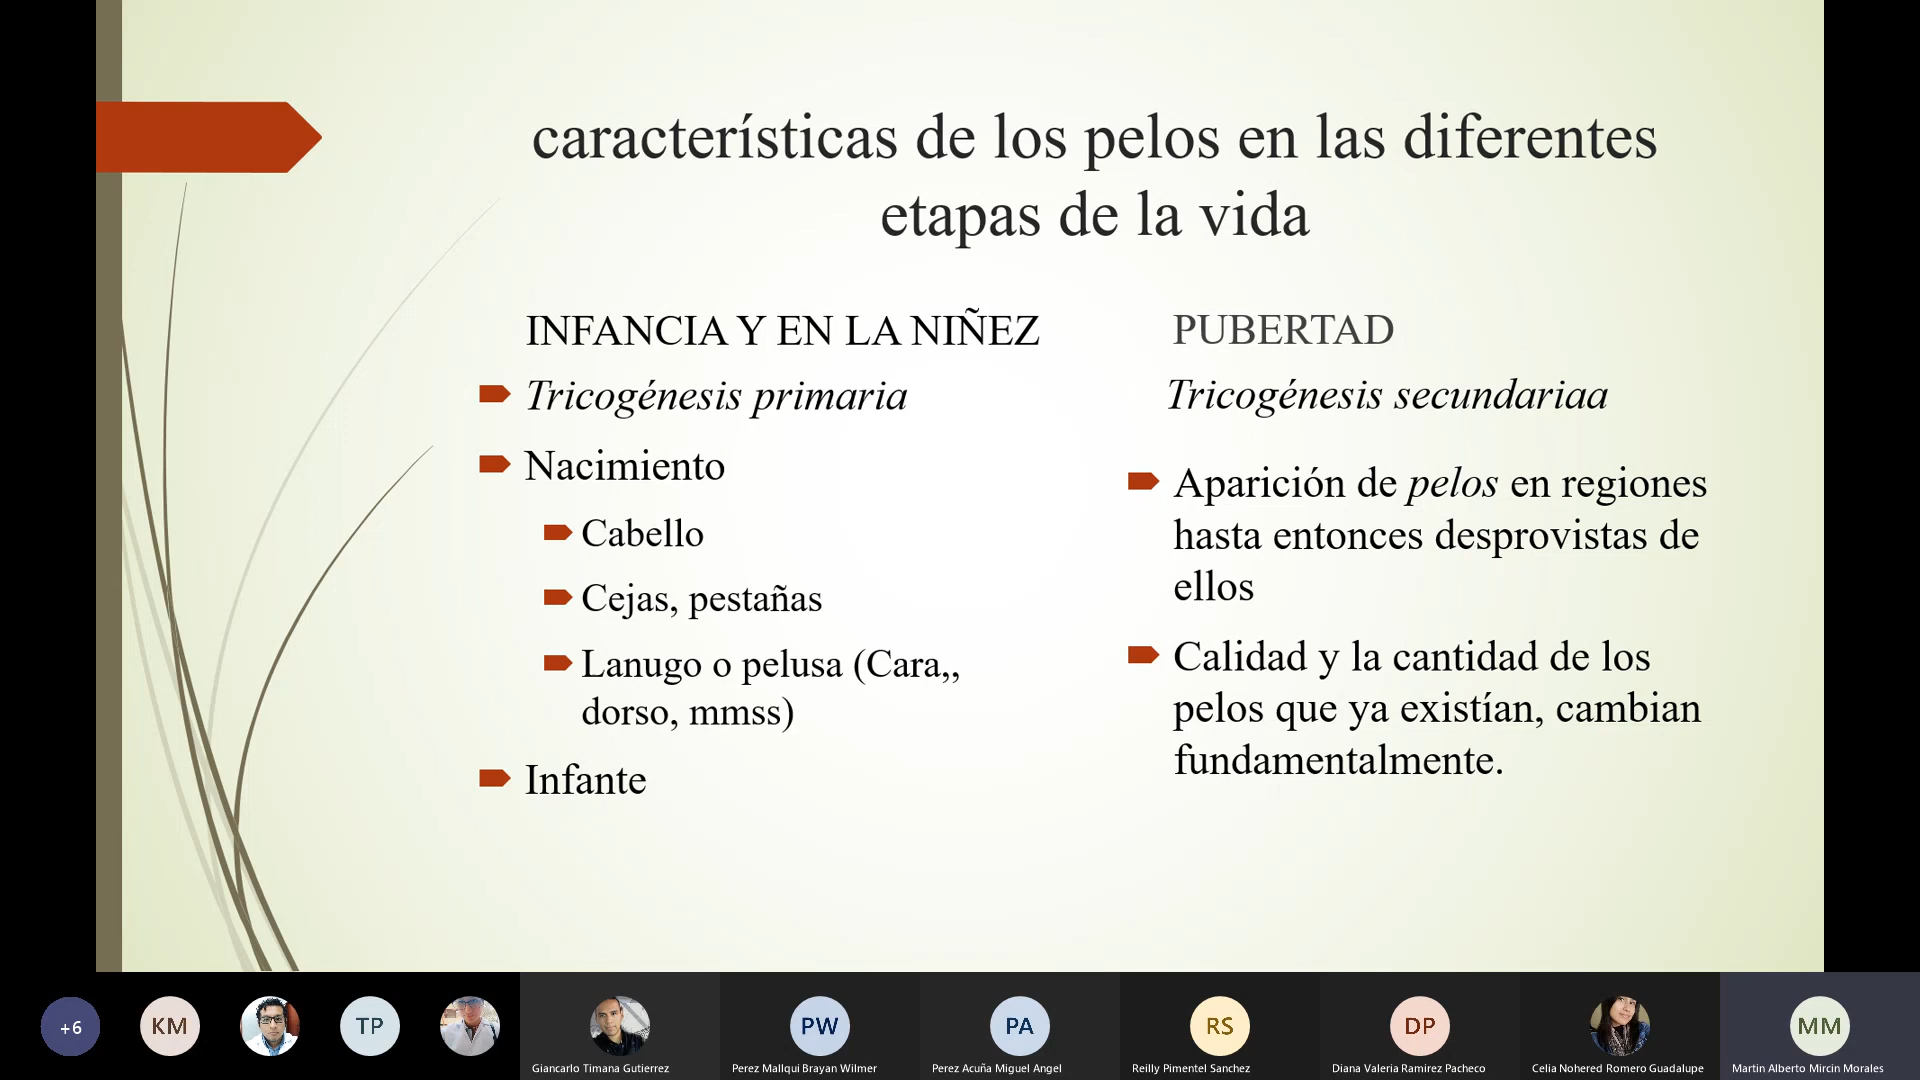 características de los pelos en las diferentes
etapas de la vida
INFANCIA Y EN LA NIÑEZ
Tricogénesis primaria
Nacimiento
Cabello
Cejas, pestañas
Lanugo o pelusa (Cara,,
dorso, mmss)
Infante
PUBERTAD
Tricogénesis secundariaa
Aparición de pelos en regiones
hasta entonces desprovistas de
ellos
Calidad y la cantidad de los
pelos que ya existían, cambian
fundamentalmente.
+6
KM
TP
PW
PA
RS
DP
MM
Giancarlo Timana Gutierrez
Perez Mallqui Brayan Wilmer
Perez Acuña Miguel Angel
Reilly Pimentel Sanchez
Diana Valeria Ramirez Pacheco
Celia Nohered Romero Guadalupe
Martin Alberto Mircin Morales